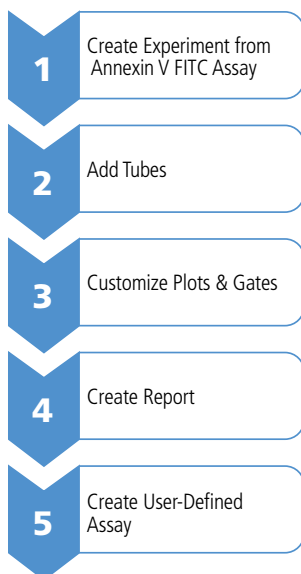 1
Create Experiment from
Annexin V FITC Assay
2
Add Tubes
3
Customize Plots & Gates
4
Create Report
5
Create User-Defined
Assay